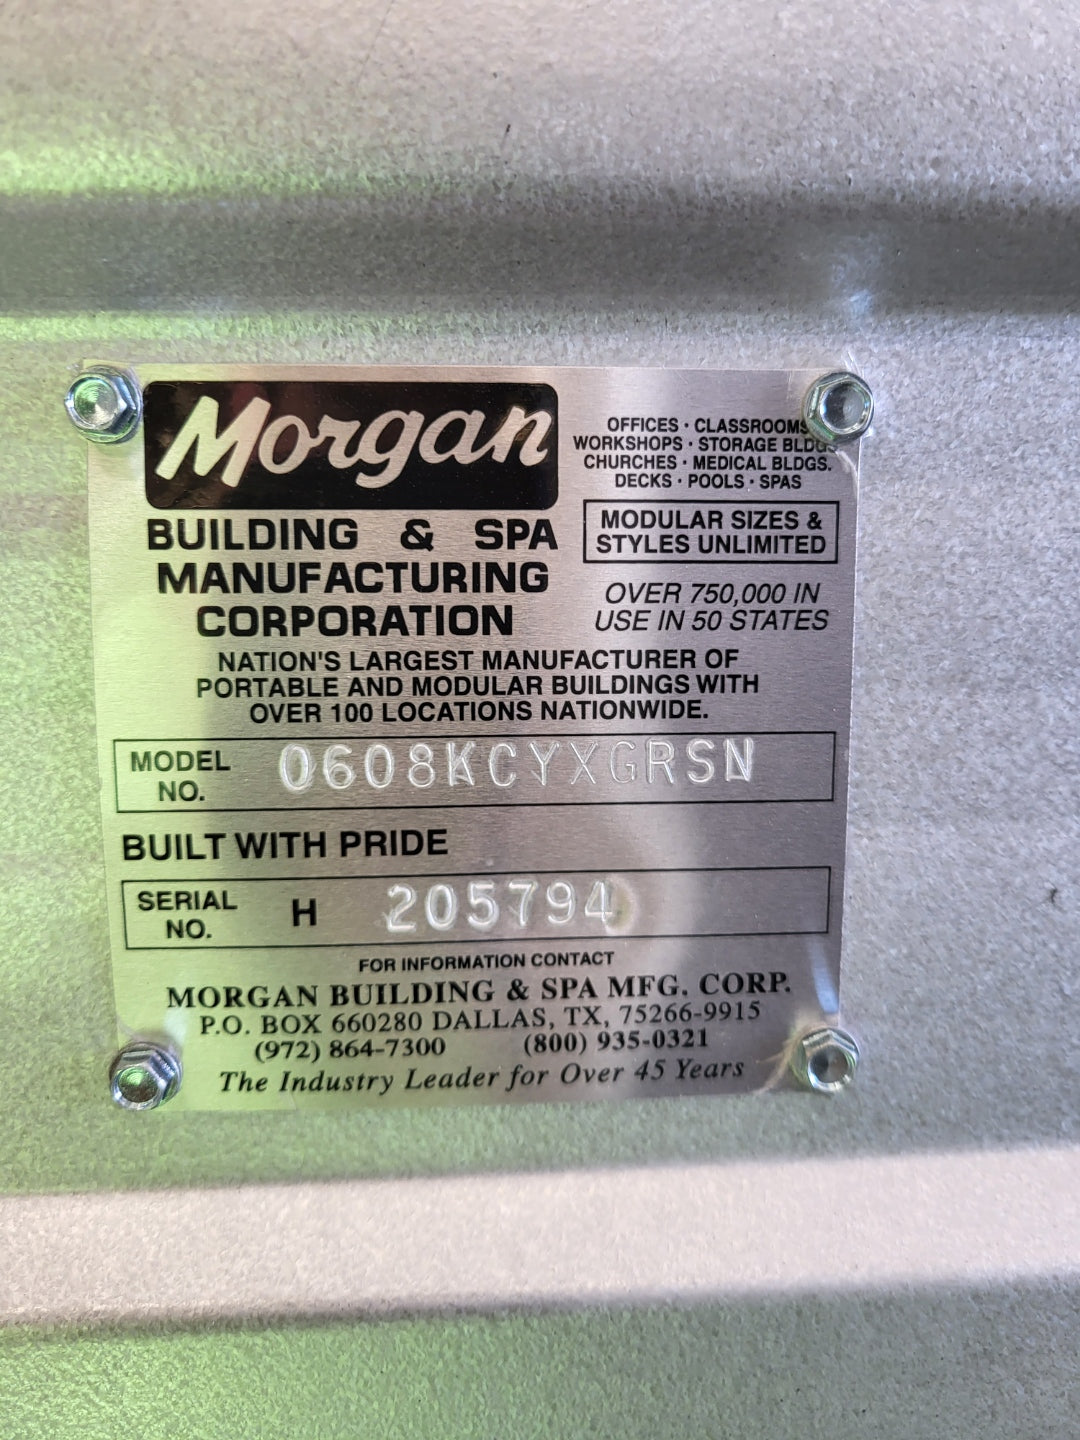 Morgan
BUILDING & SPA
MANUFACTURING
CORPORATION
OFFICES · CLASSROOMS
WORKSHOPS · STORAGE BLDGS
CHURCHES · MEDICAL BLDGS.
DECKS · POOLS · SPAS
MODULAR SIZES &
STYLES UNLIMITED
OVER 750,000 IN
USE IN 50 STATES
NATION'S LARGEST MANUFACTURER OF
PORTABLE AND MODULAR BUILDINGS WITH
OVER 100 LOCATIONS NATIONWIDE.
MODEL NO. 0608KCYXGRSN
BUILT WITH PRIDE
SERIAL NO. H 205794
FOR INFORMATION CONTACT
MORGAN BUILDING & SPA MFG. CORP.
P.O. BOX 660280 DALLAS, TX, 75266-9915
(972) 864-7300 (800) 935-0321
The Industry Leader for Over 45 Years